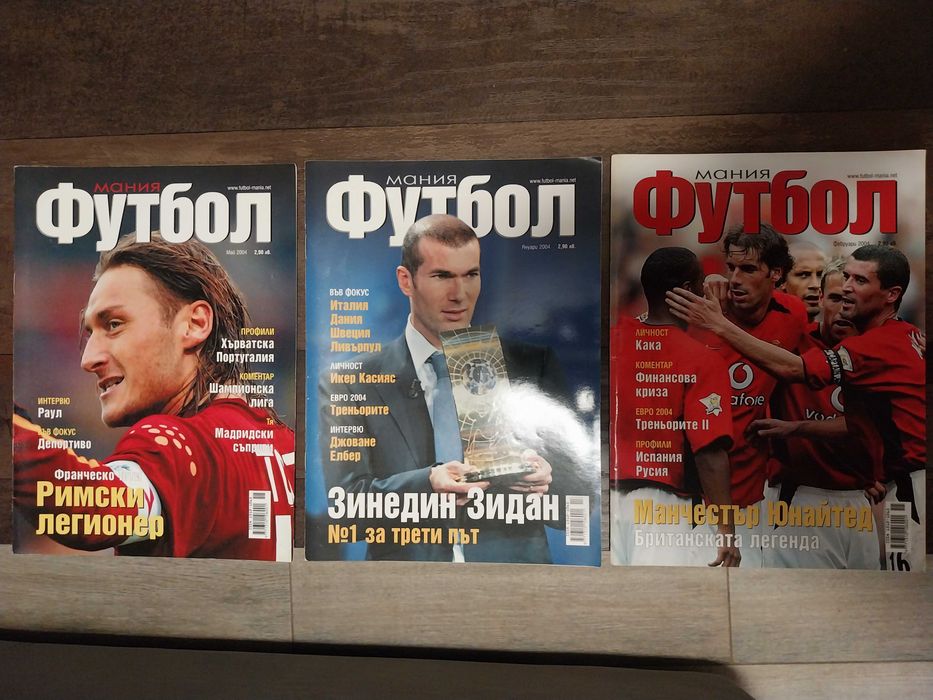 мания
Футбол
www.futbol-mania.net
Май 2004 2,90 лв.
ПРОФИЛИ
Хърватска
Португалия
КОМЕНТАР
Шампионска
лига
ИНТЕРВЮ
Раул
ВЪВ ФОКУС
Депортиво
Тя
Мадридски
съпруги
Франческо
Римски
легионер
мания
Футбол
www.futbol-mania.net
Януари 2004 2,90 лв.
ВЪВ ФОКУС
Италия
Дания
Швеция
Ливърпул
ЛИЧНОСТ
Икер Касияс
ЕВРО 2004
Треньорите
ИНТЕРВЮ
Джоване
Елбер
Зинедин Зидан
№1 за трети път
мания
Футбол
www.futbol-mania.net
Февруари 2004 2,90 лв.
ЛИЧНОСТ
Кака
КОМЕНТАР
Финансова
криза
ЕВРО 2004
Треньорите II
ПРОФИЛИ
Испания
Русия
vodafone
Манчестър Юнайтед
Британската легенда
16